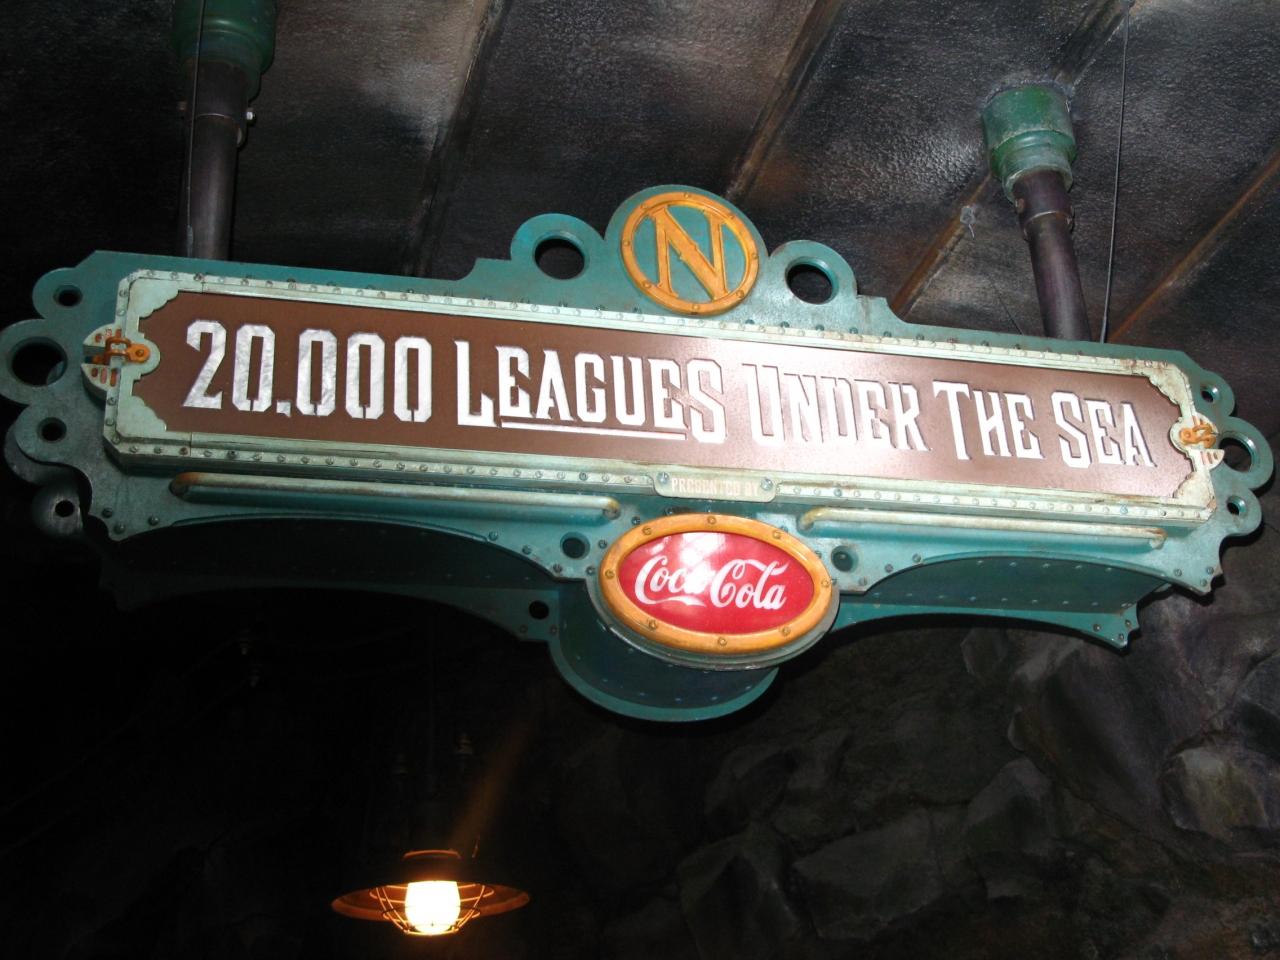 N
20.000 LEAGUES UNDER THE SEA
PRESENTED BY
Coca-Cola